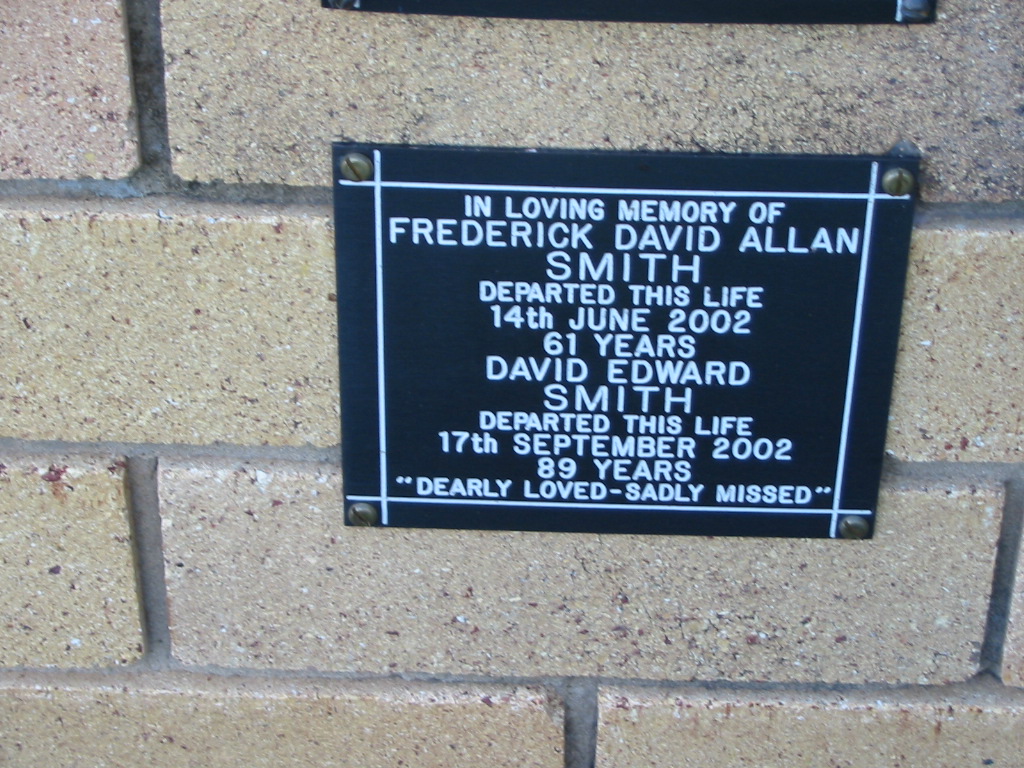 IN LOVING MEMORY OF
FREDERICK DAVID ALLAN
SMITH
DEPARTED THIS LIFE
14th JUNE 2002
61 YEARS
DAVID EDWARD
SMITH
DEPARTED THIS LIFE
17th SEPTEMBER 2002
89 YEARS
"DEARLY LOVED-SADLY MISSED"